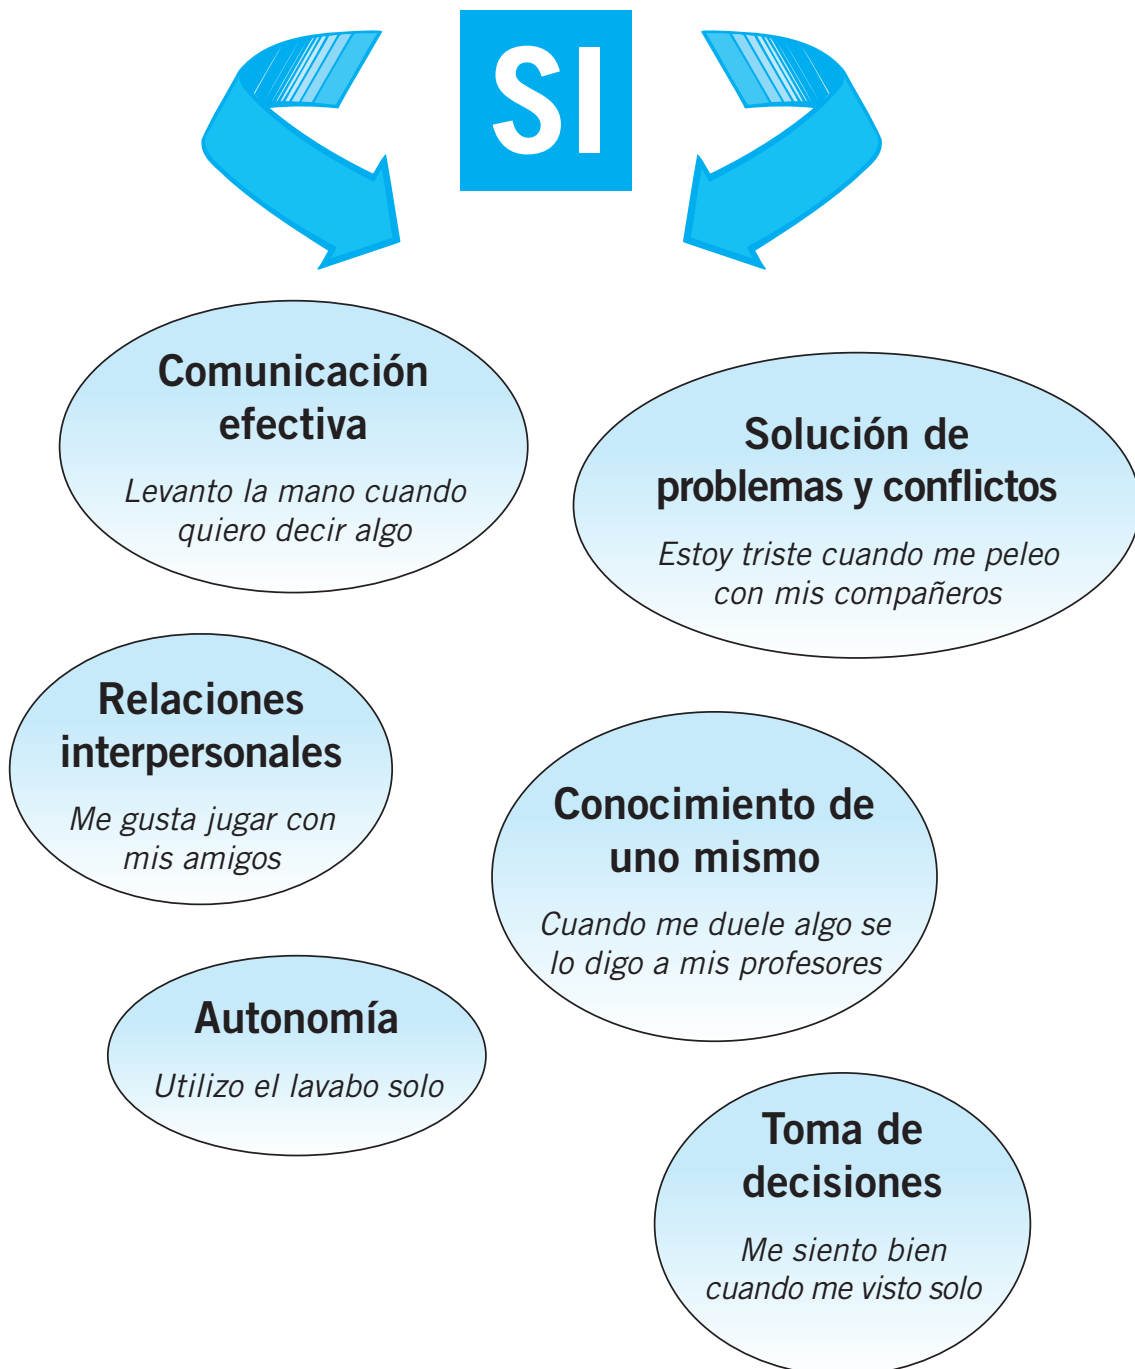 SI
Comunicación
efectiva
Levanto la mano cuando
quiero decir algo
Solución de
problemas y conflictos
Estoy triste cuando me peleo
con mis compañeros
Relaciones
interpersonales
Me gusta jugar con
mis amigos
Conocimiento de
uno mismo
Cuando me duele algo se
lo digo a mis profesores
Autonomía
Utilizo el lavabo solo
Toma de
decisiones
Me siento bien
cuando me visto solo